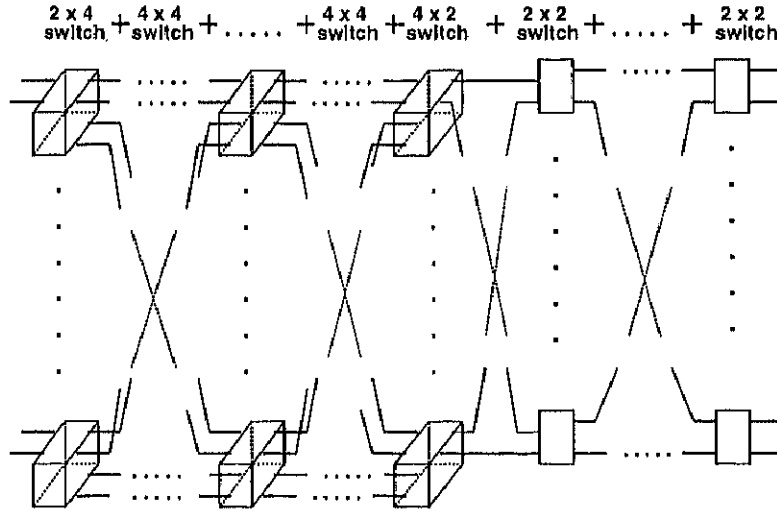 2 x 4 + 4 x 4 + ..... + 4 x 4 + 4 x 2 + 2 x 2 + ..... + 2 x 2
switch, switch switch switch switch switch